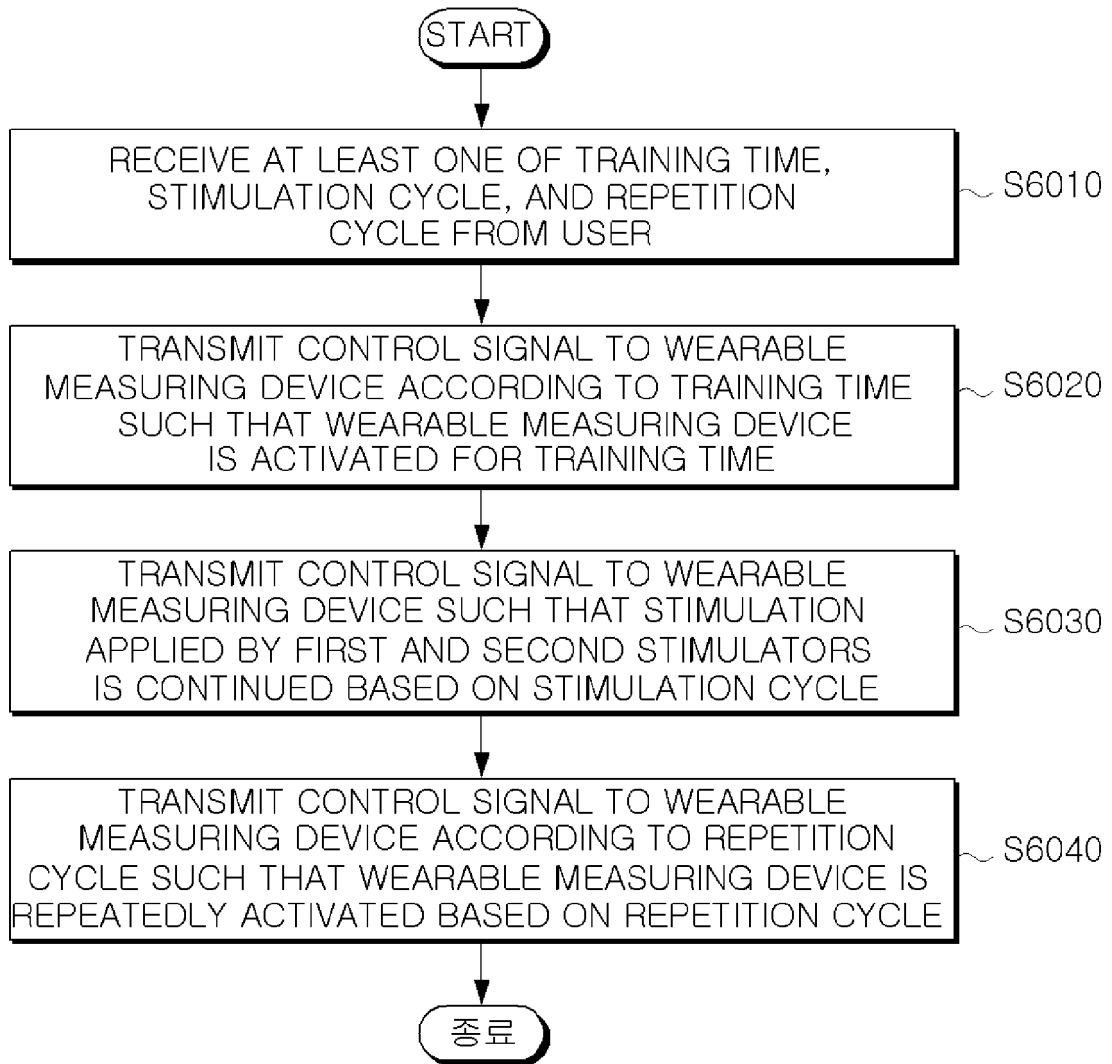 START
RECEIVE AT LEAST ONE OF TRAINING TIME,
STIMULATION CYCLE, AND REPETITION
CYCLE FROM USER
S6010
TRANSMIT CONTROL SIGNAL TO WEARABLE
MEASURING DEVICE ACCORDING TO TRAINING TIME
SUCH THAT WEARABLE MEASURING DEVICE
IS ACTIVATED FOR TRAINING TIME
S6020
TRANSMIT CONTROL SIGNAL TO WEARABLE
MEASURING DEVICE SUCH THAT STIMULATION
APPLIED BY FIRST AND SECOND STIMULATORS
IS CONTINUED BASED ON STIMULATION CYCLE
S6030
TRANSMIT CONTROL SIGNAL TO WEARABLE
MEASURING DEVICE ACCORDING TO REPETITION
CYCLE SUCH THAT WEARABLE MEASURING DEVICE IS
REPEATEDLY ACTIVATED BASED ON REPETITION CYCLE
S6040
종료